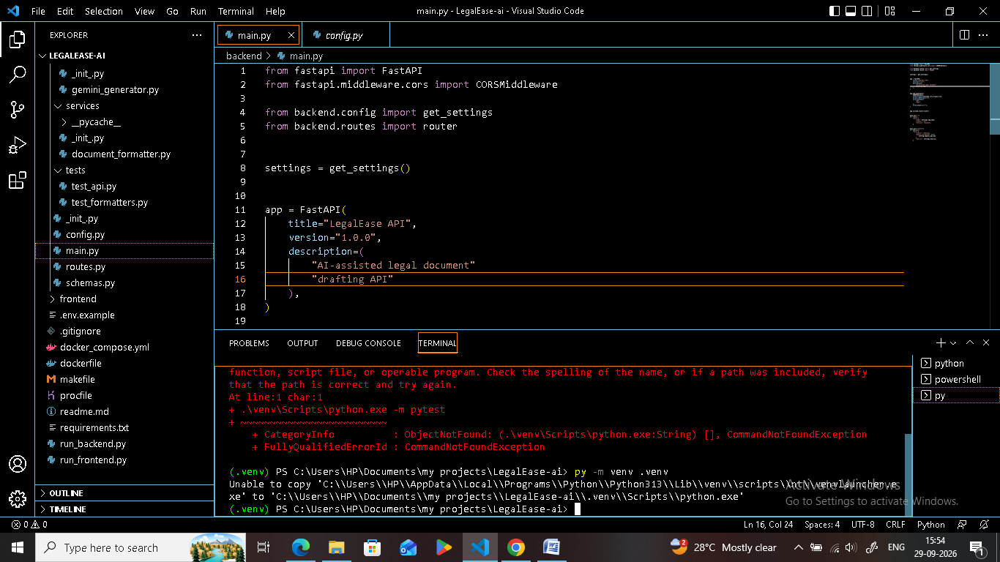 File Edit Selection View Go Run Terminal Help
main.py - LegalEase-ai - Visual Studio Code
EXPLORER
LEGALEASE-AI
_init_.py
gemini_generator.py
services
__pycache__
_init_.py
document_formatter.py
tests
test_api.py
test_formatters.py
_init_.py
config.py
main.py
routes.py
schemas.py
frontend
.env.example
.gitignore
docker_compose.yml
dockerfile
makefile
procfile
readme.md
requirements.txt
run_backend.py
run_frontend.py
OUTLINE
TIMELINE
main.py
config.py
backend > main.py
1 from fastapi import FastAPI
2 from fastapi.middleware.cors import CORSMiddleware
3
4 from backend.config import get_settings
5 from backend.routes import router
6
7
8 settings = get_settings()
9
10
11 app = FastAPI(
12 title="LegalEase API",
13 version="1.0.0",
14 description=(
15 "AI-assisted legal document"
16 "drafting API"
17 ),
18 )
19
PROBLEMS OUTPUT DEBUG CONSOLE TERMINAL
function, script file, or operable program. Check the spelling of the name, or if a path was included, verify
that the path is correct and try again.
At line:1 char:1
+ .\venv\Scripts\python.exe -m pytest
+ ~~~~~~~~~~~~~~~~~~~~~~~~~
+ CategoryInfo : ObjectNotFound: (.\venv\Scripts\python.exe:String) [], CommandNotFoundException
+ FullyQualifiedErrorId : CommandNotFoundException
(.venv) PS C:\Users\HP\Documents\my projects\LegalEase-ai> py -m venv .venv
Unable to copy 'C:\\Users\\HP\\AppData\\Local\\Programs\\Python\\Python313\\Lib\\venv\\scripts\\nt\\venvlauncher.e
xe' to 'C:\\Users\\HP\\Documents\\my projects\\LegalEase-ai\\.venv\\Scripts\\python.exe'
(.venv) PS C:\Users\HP\Documents\my projects\LegalEase-ai>
python
powershell
py
Activate Windows
Go to Settings to activate Windows.
0 0
Ln 16, Col 24 Spaces: 4 UTF-8 CRLF Python
Type here to search
28°C Mostly clear
ENG
15:54
29-09-2026
1